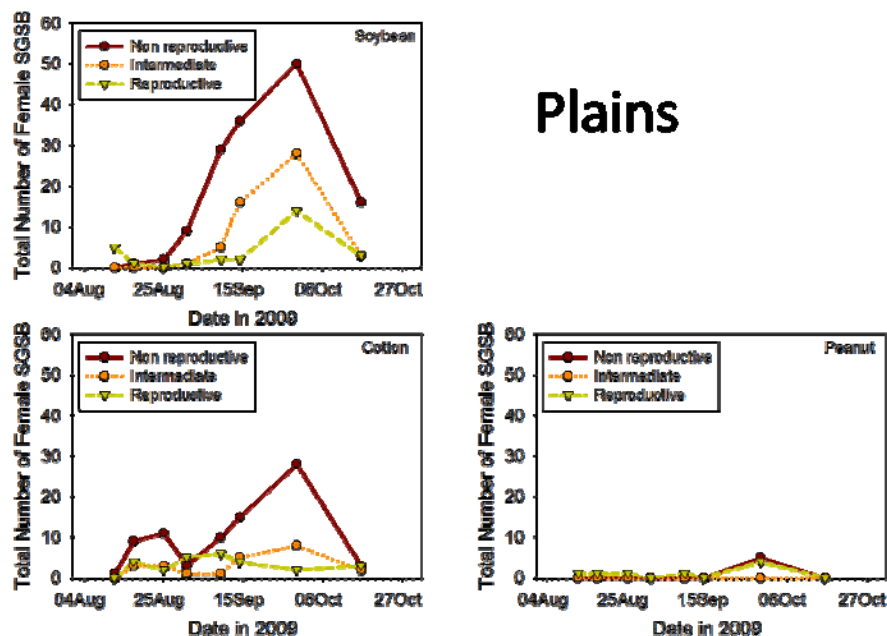 60
50
40
30
20
10
0
Total Number of Female SGSB
Soybean
Non reproductive
Intermediate
Reproductive
04Aug 25Aug 15Sep 06Oct 27Oct
Date in 2009
Plains
60
50
40
30
20
10
0
Total Number of Female SGSB
Cotton
Non reproductive
Intermediate
Reproductive
04Aug 25Aug 15Sep 06Oct 27Oct
Date in 2009
60
50
40
30
20
10
0
Total Number of Female SGSB
Peanut
Non reproductive
Intermediate
Reproductive
04Aug 25Aug 15Sep 06Oct 27Oct
Date in 2009